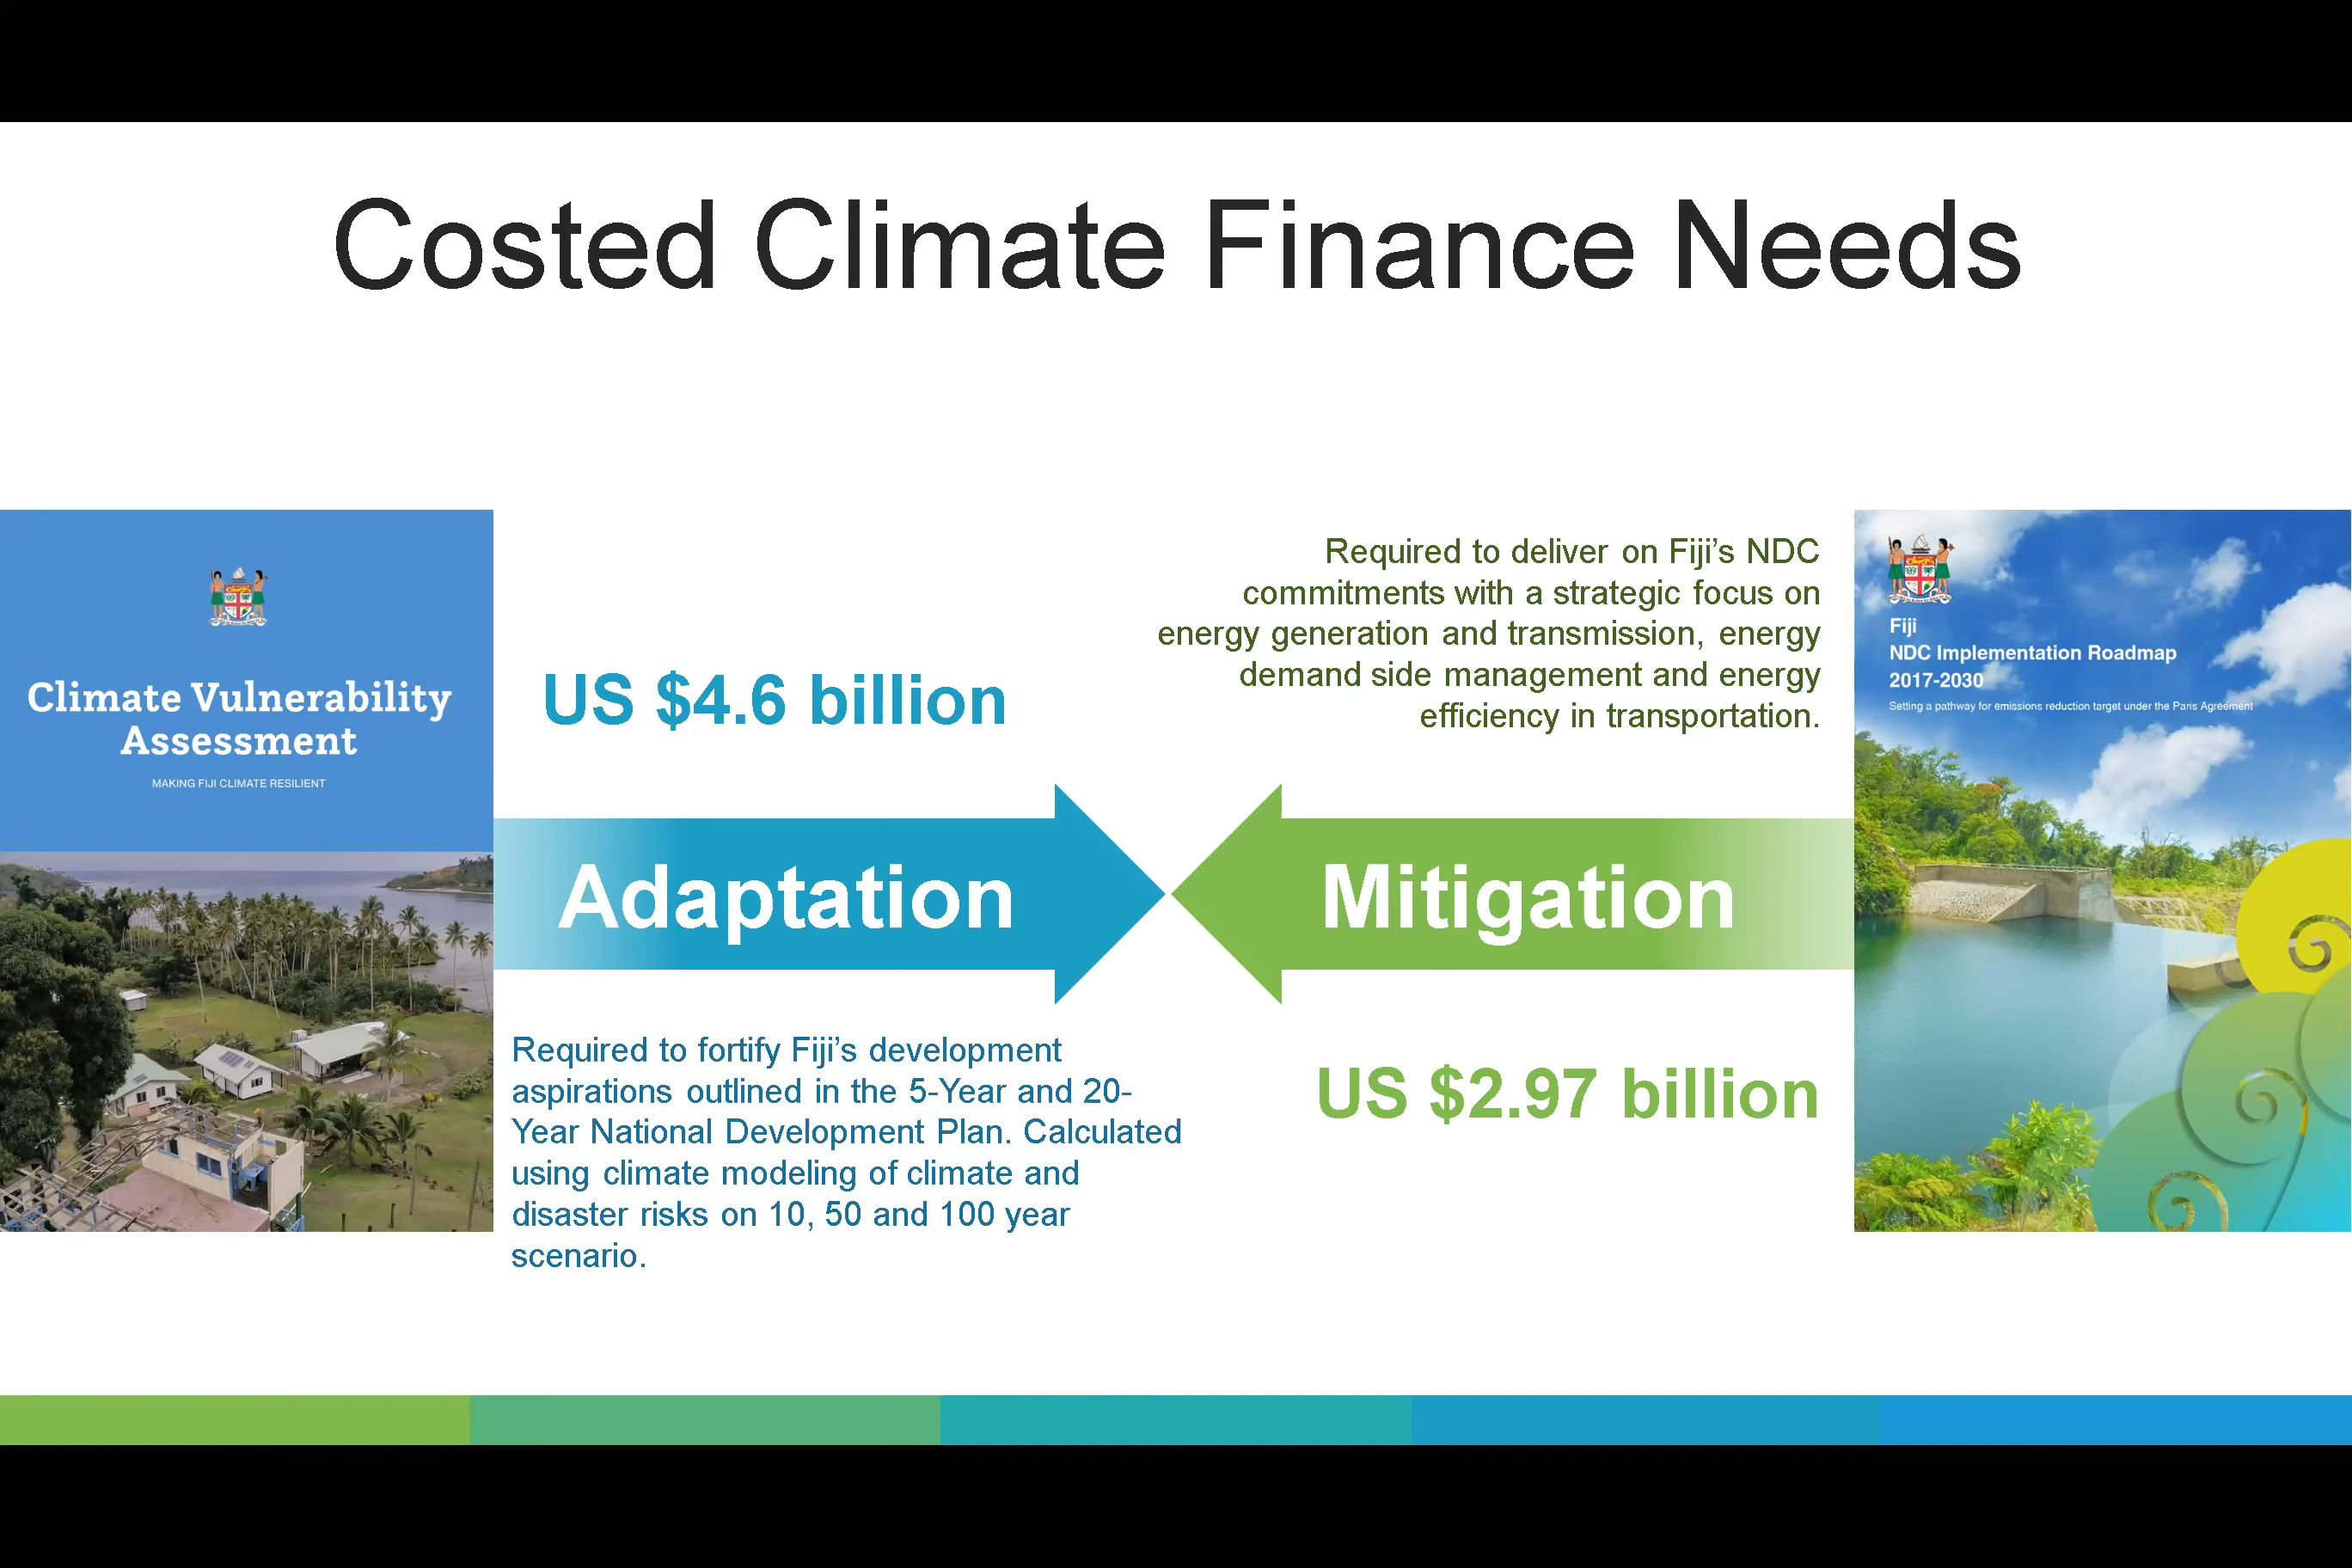 Costed Climate Finance Needs
Climate Vulnerability
Assessment
MAKING FIJI CLIMATE RESILIENT
US $4.6 billion
Adaptation
Required to fortify Fiji’s development
aspirations outlined in the 5-Year and 20-
Year National Development Plan. Calculated
using climate modeling of climate and
disaster risks on 10, 50 and 100 year
scenario.
Required to deliver on Fiji’s NDC
commitments with a strategic focus on
energy generation and transmission, energy
demand side management and energy
efficiency in transportation.
Mitigation
US $2.97 billion
Fiji
NDC Implementation Roadmap
2017-2030
Setting a pathway for emissions reduction target under the Paris Agreement